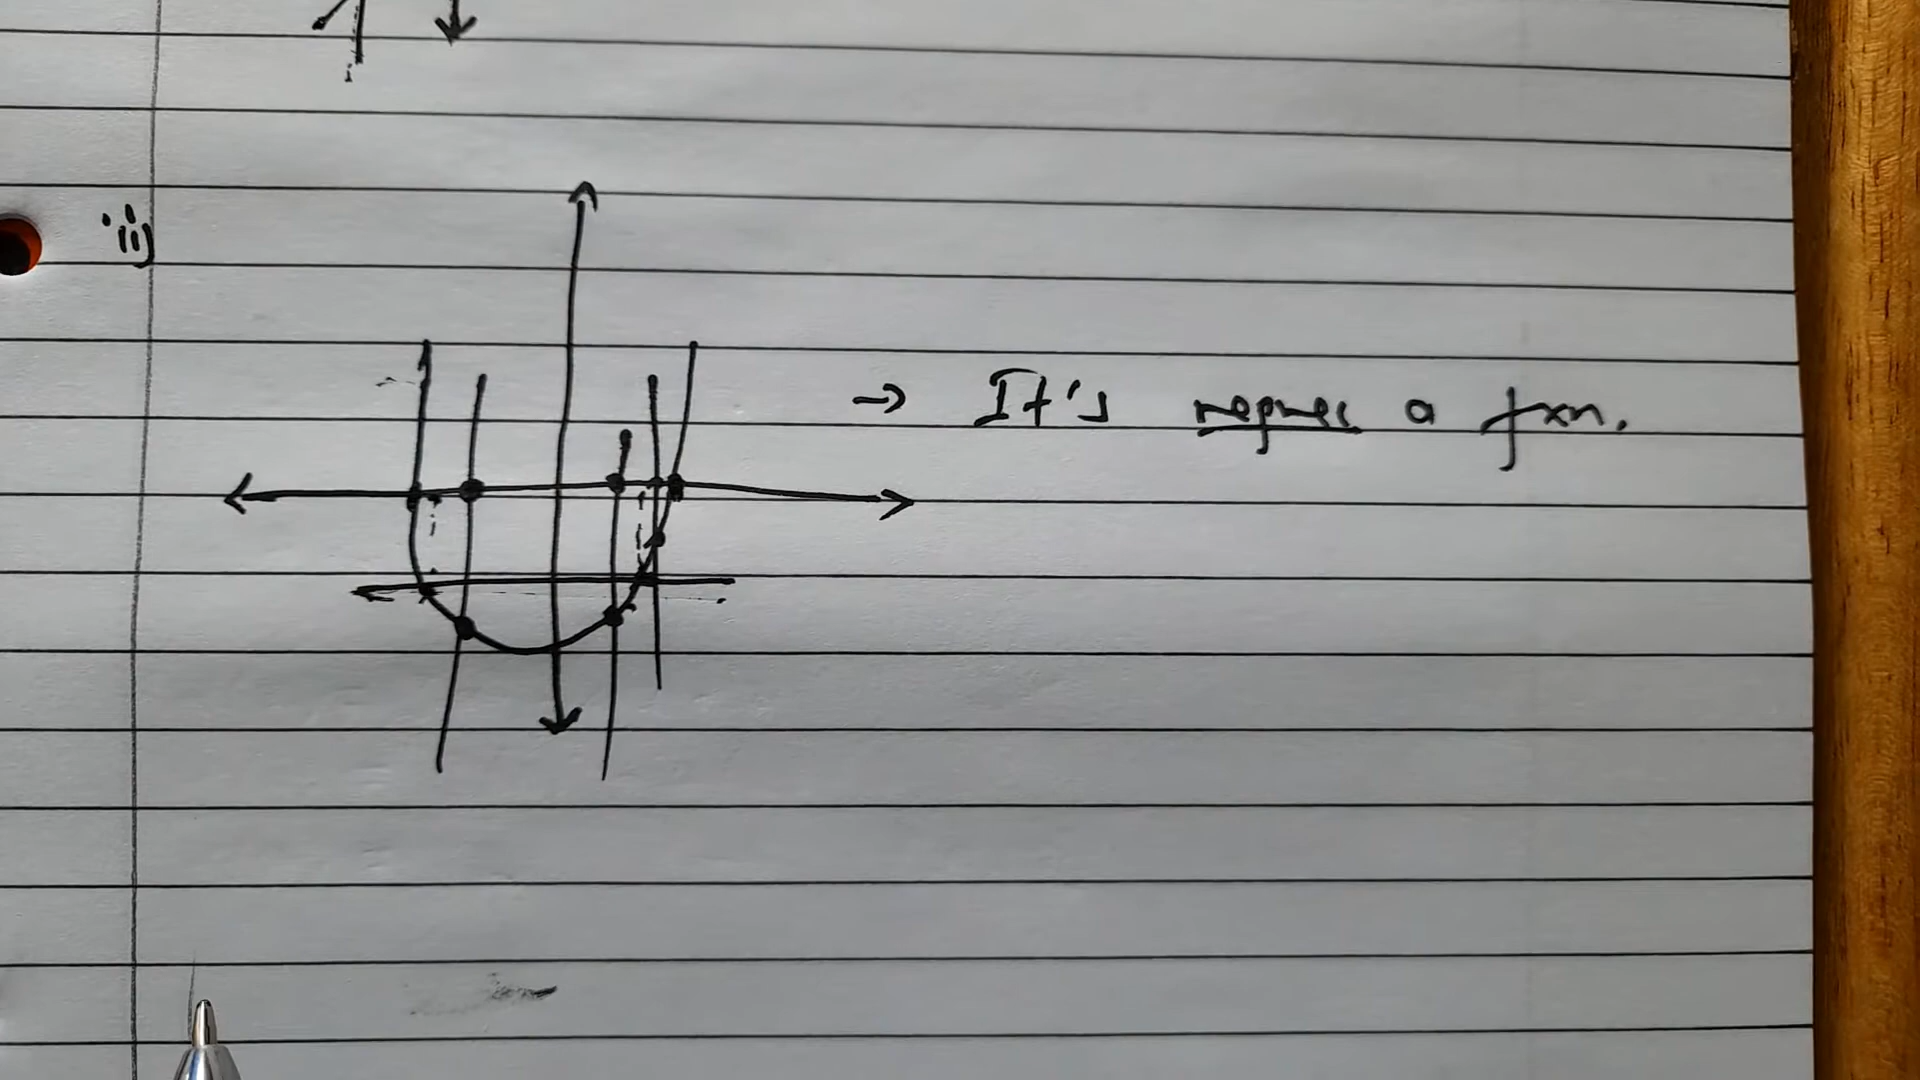 ii)
→ It's repres a fxn.